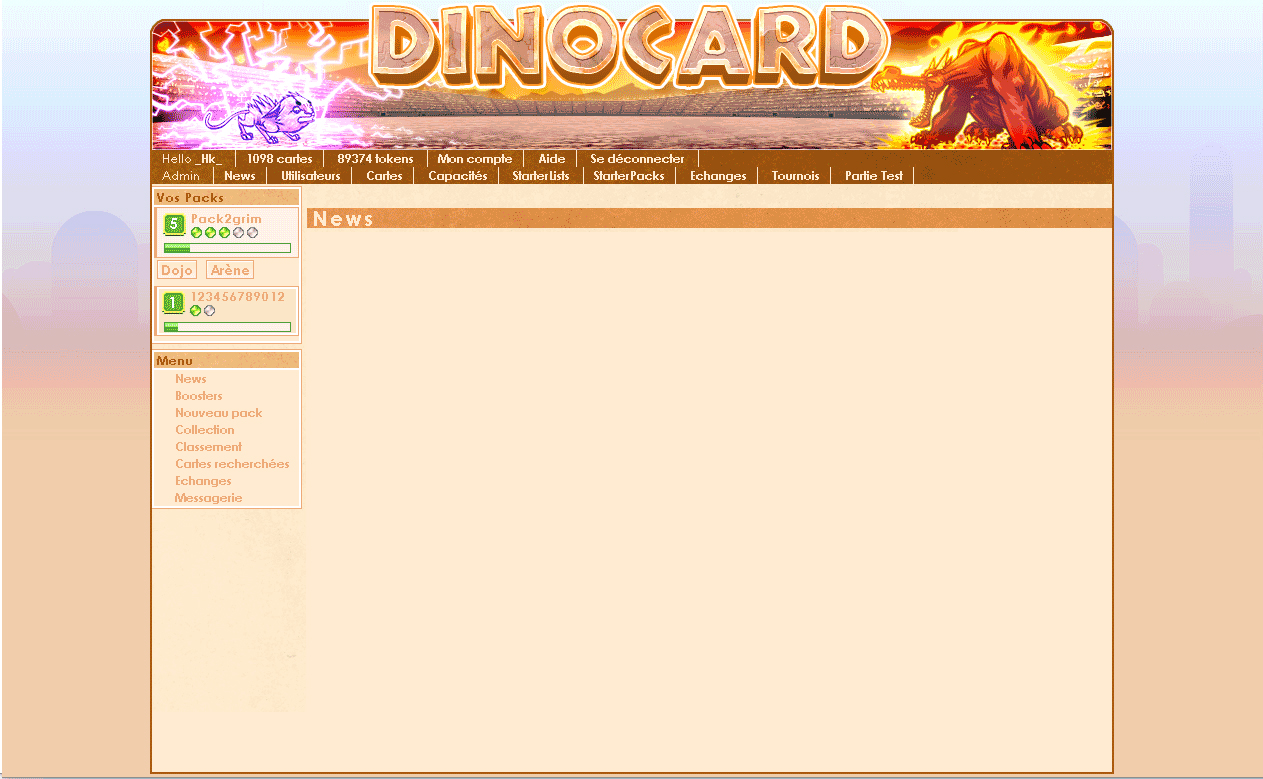 DINOCARD
Hello _Hk_ 1098 cartes 89374 tokens Mon compte Aide Se déconnecter
Admin News Utilisateurs Cartes Capacités StarterLists StarterPacks Echanges Tournois Partie Test
Vos Packs
5 Pack2grim
Dojo Arène
1 123456789012
Menu
News
Boosters
Nouveau pack
Collection
Classement
Cartes recherchées
Echanges
Messagerie
News